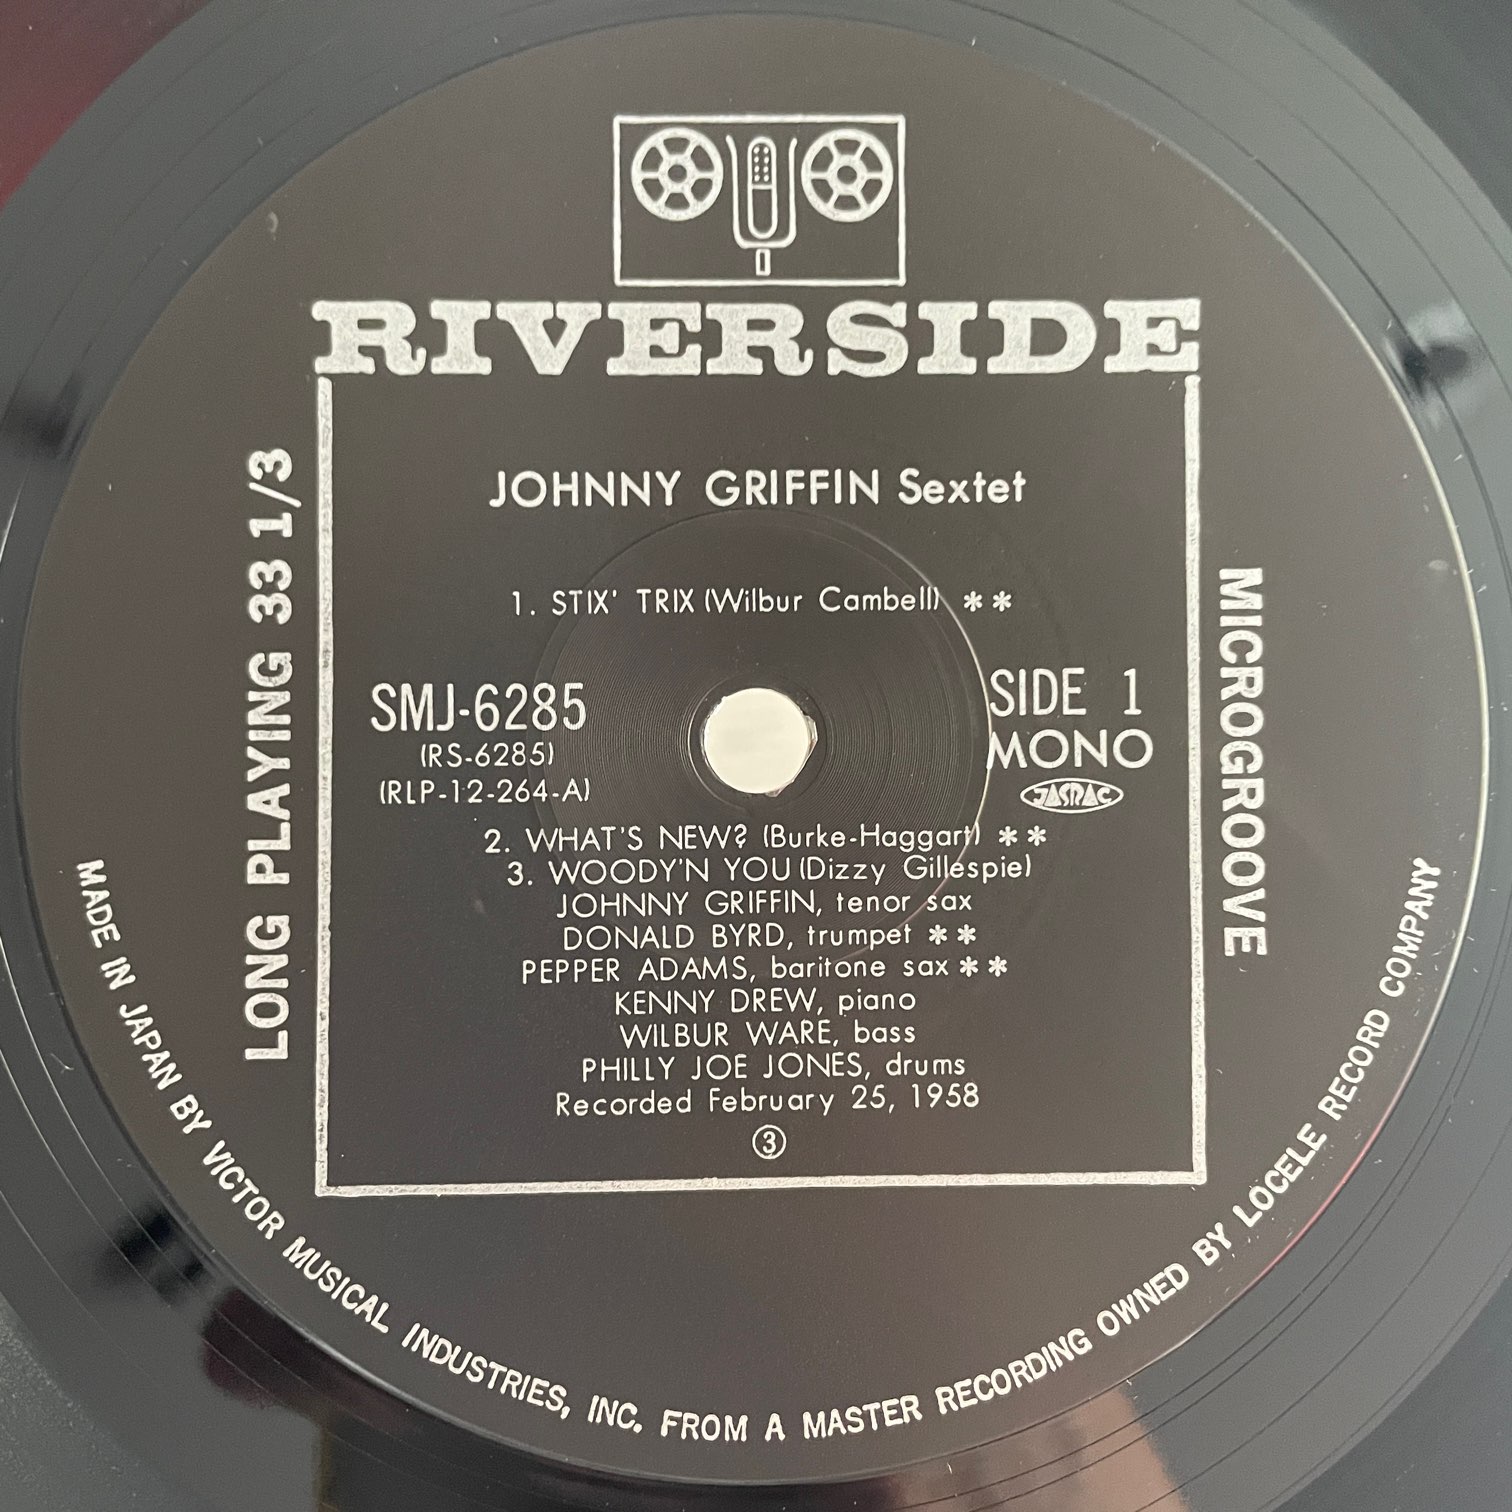 RIVERSIDE
LONG PLAYING 33 1/3
MICROGROOVE
JOHNNY GRIFFIN Sextet
1. STIX' TRIX (Wilbur Cambell) ✻ ✻
SMJ-6285
(RS-6285)
(RLP-12-264-A)
SIDE 1
MONO
JASRAC
2. WHAT'S NEW? (Burke-Haggart) ✻ ✻
3. WOODY'N YOU (Dizzy Gillespie)
JOHNNY GRIFFIN, tenor sax
DONALD BYRD, trumpet ✻ ✻
PEPPER ADAMS, baritone sax ✻ ✻
KENNY DREW, piano
WILBUR WARE, bass
PHILLY JOE JONES, drums
Recorded February 25, 1958
③
MADE IN JAPAN BY VICTOR MUSICAL INDUSTRIES, INC. FROM A MASTER RECORDING OWNED BY LOCELE RECORD COMPANY